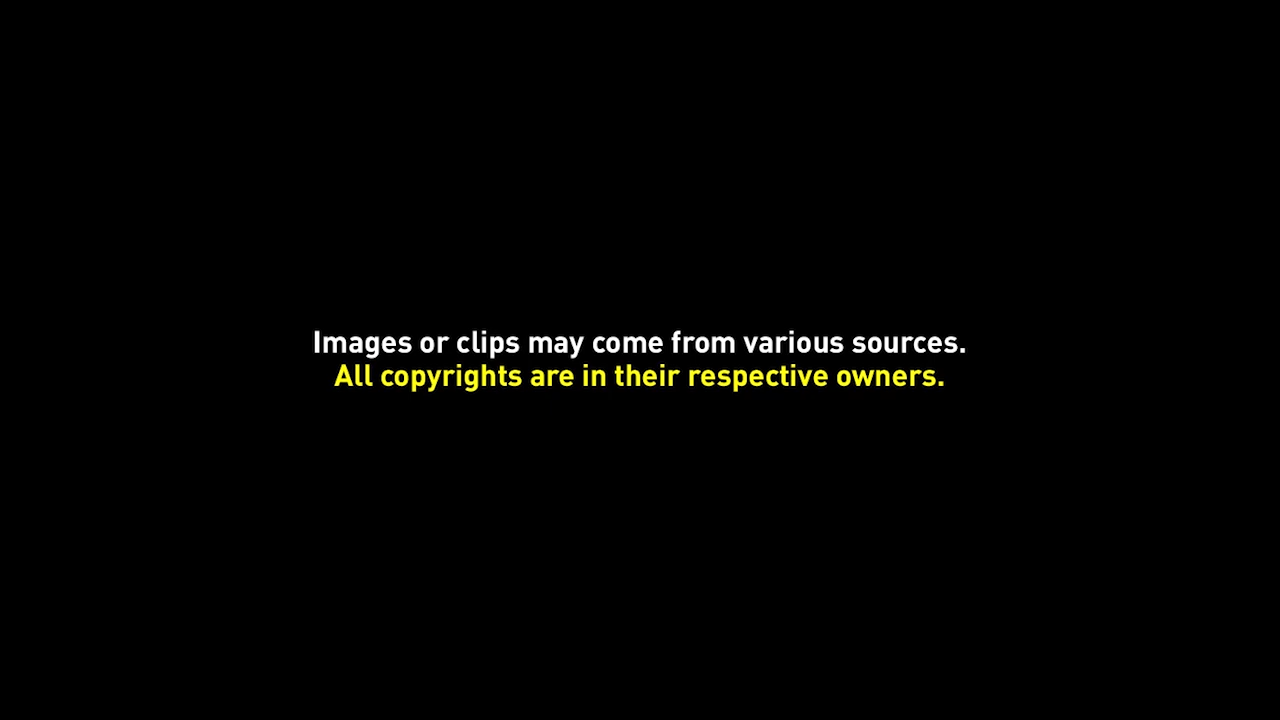 Images or clips may come from various sources.
All copyrights are in their respective owners.